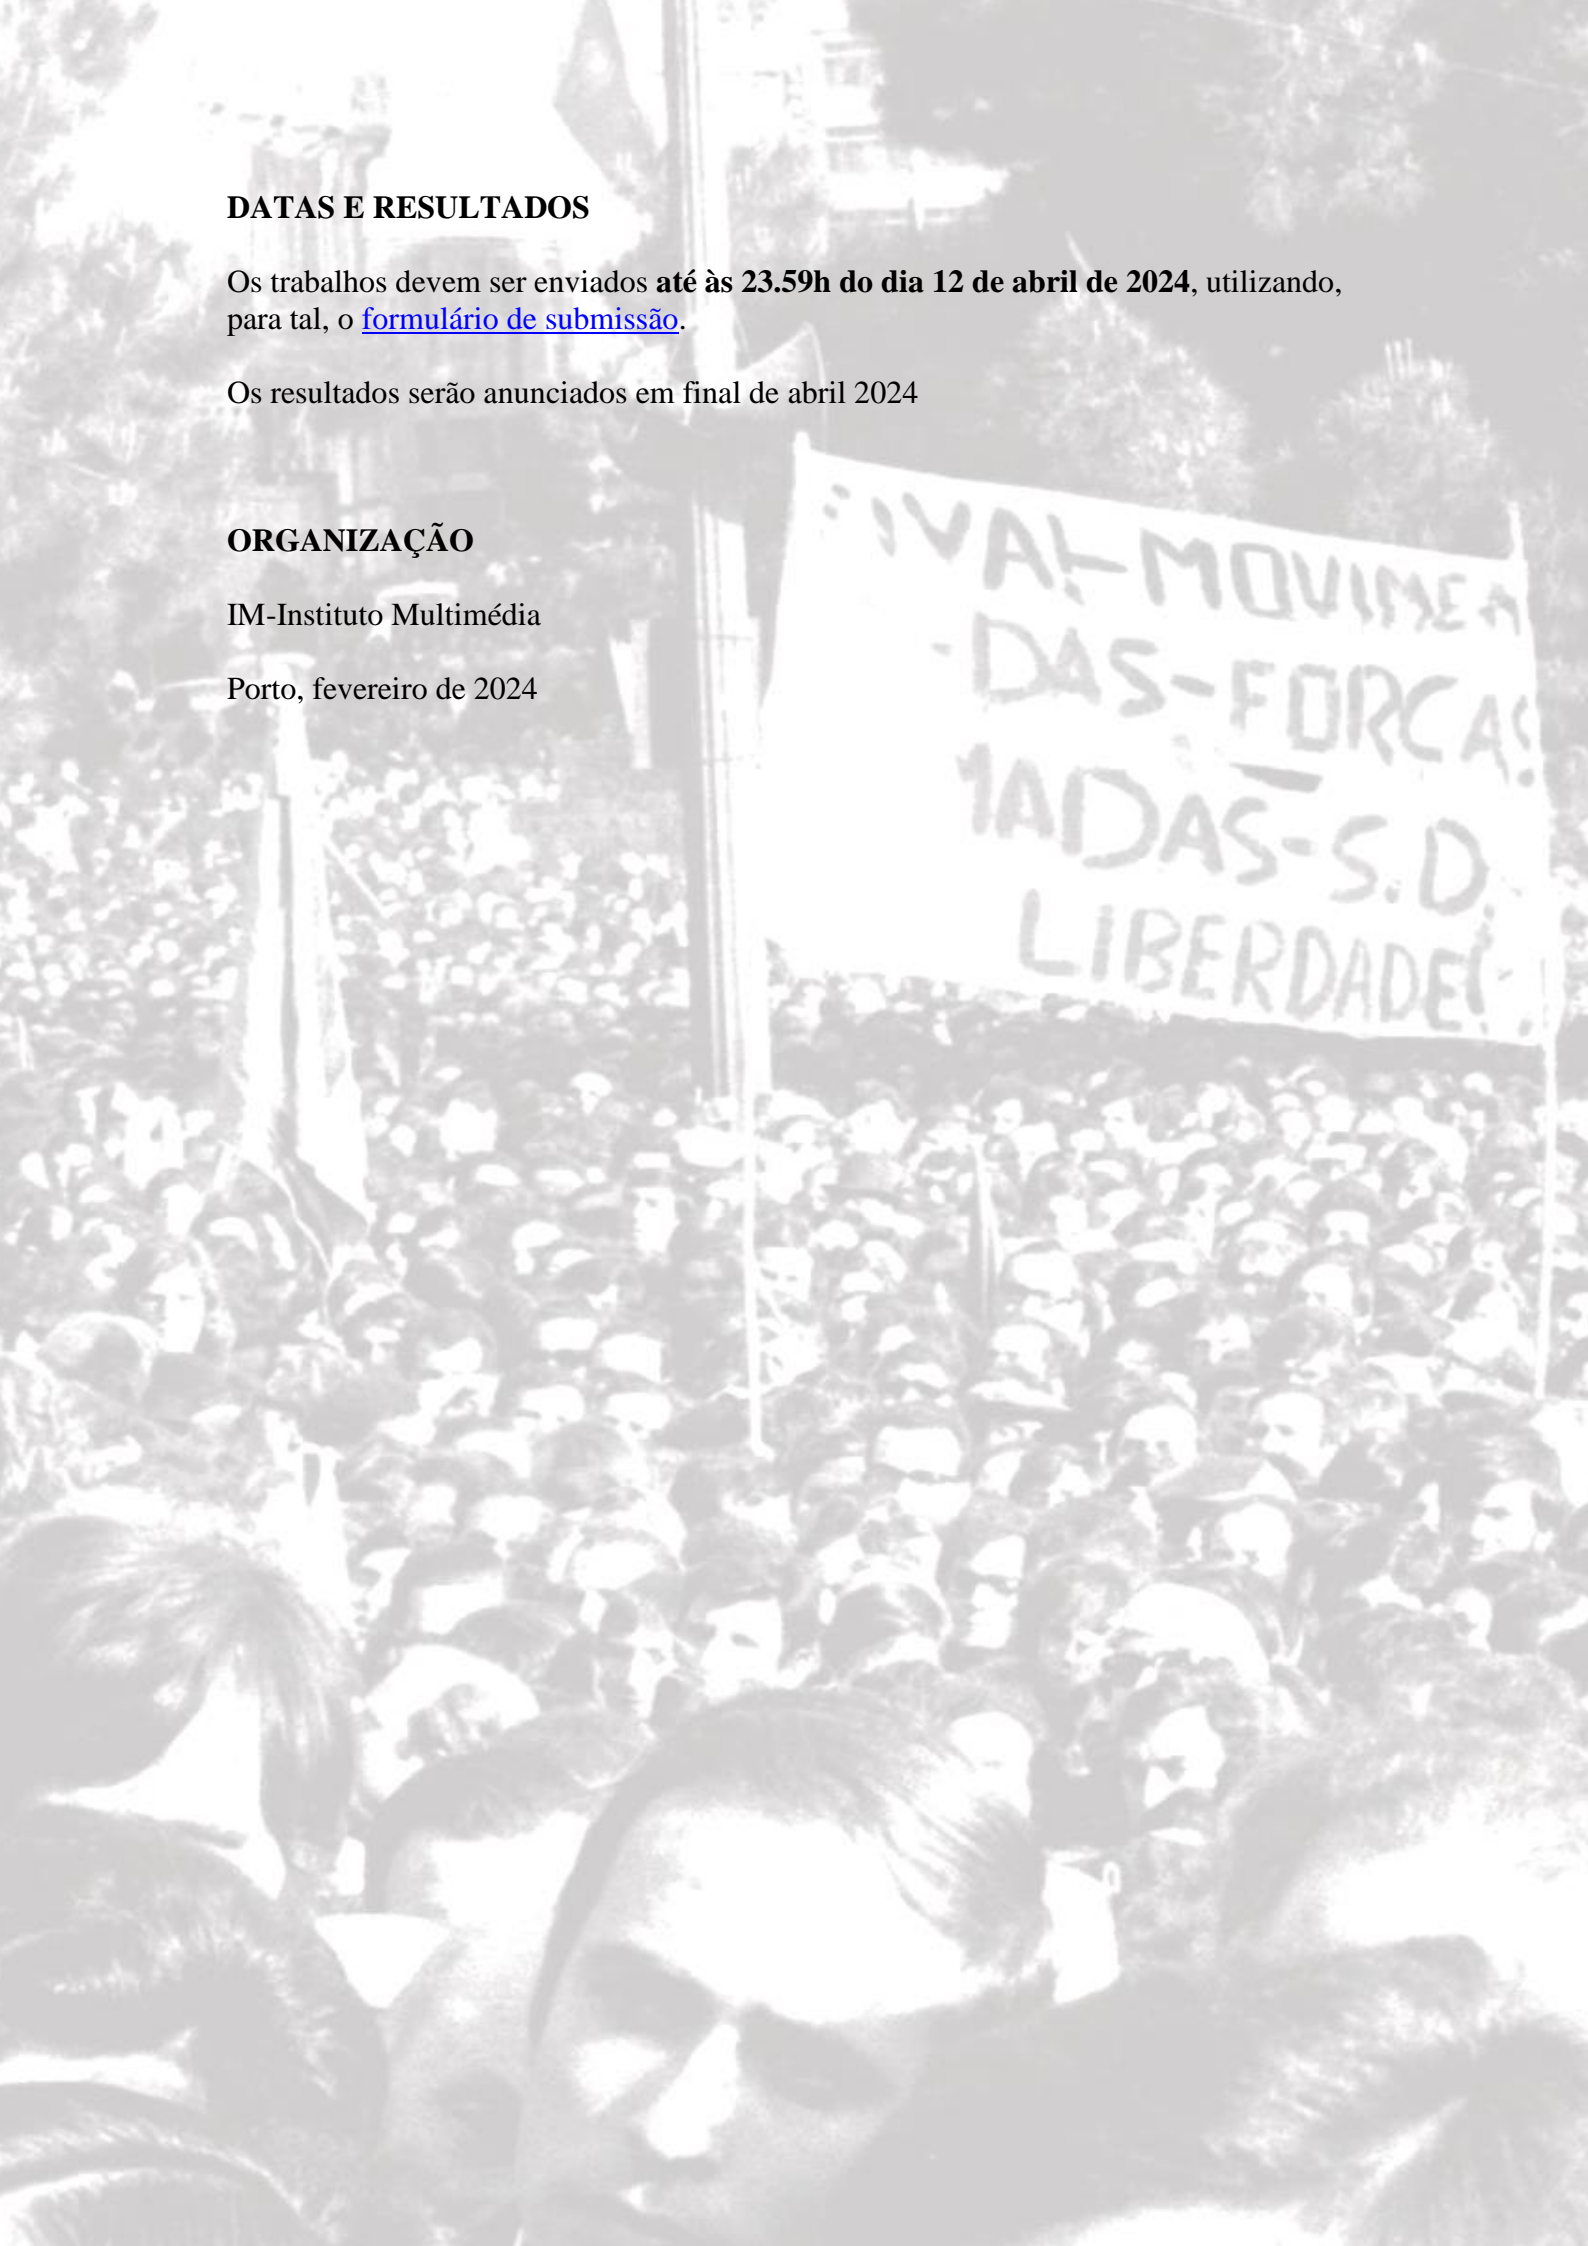 DATAS E RESULTADOS
Os trabalhos devem ser enviados até às 23.59h do dia 12 de abril de 2024, utilizando,
para tal, o formulário de submissão.
Os resultados serão anunciados em final de abril 2024
ORGANIZAÇÃO
IM-Instituto Multimédia
Porto, fevereiro de 2024
DAS-FORÇAS
LIBERDADE!